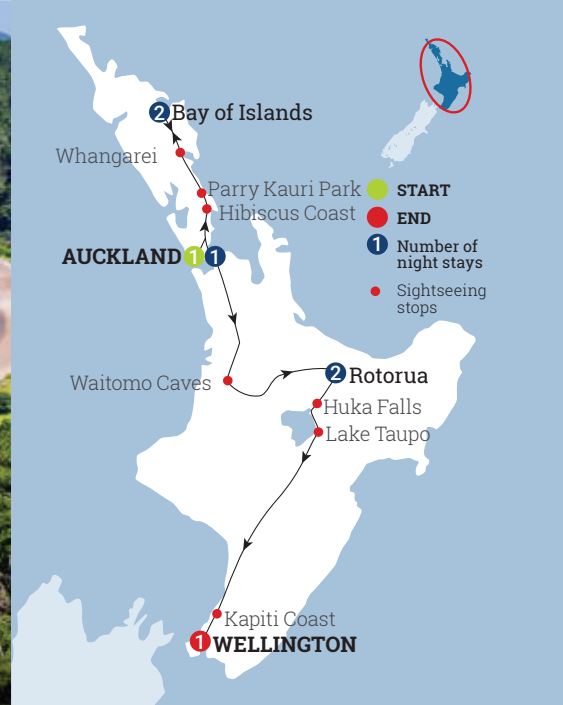 2 Bay of Islands
Whangarei
Parry Kauri Park
Hibiscus Coast
START
END
1 Number of
night stays
Sightseeing
stops
AUCKLAND 1 1
Waitomo Caves
2 Rotorua
Huka Falls
Lake Taupo
Kapiti Coast
1 WELLINGTON